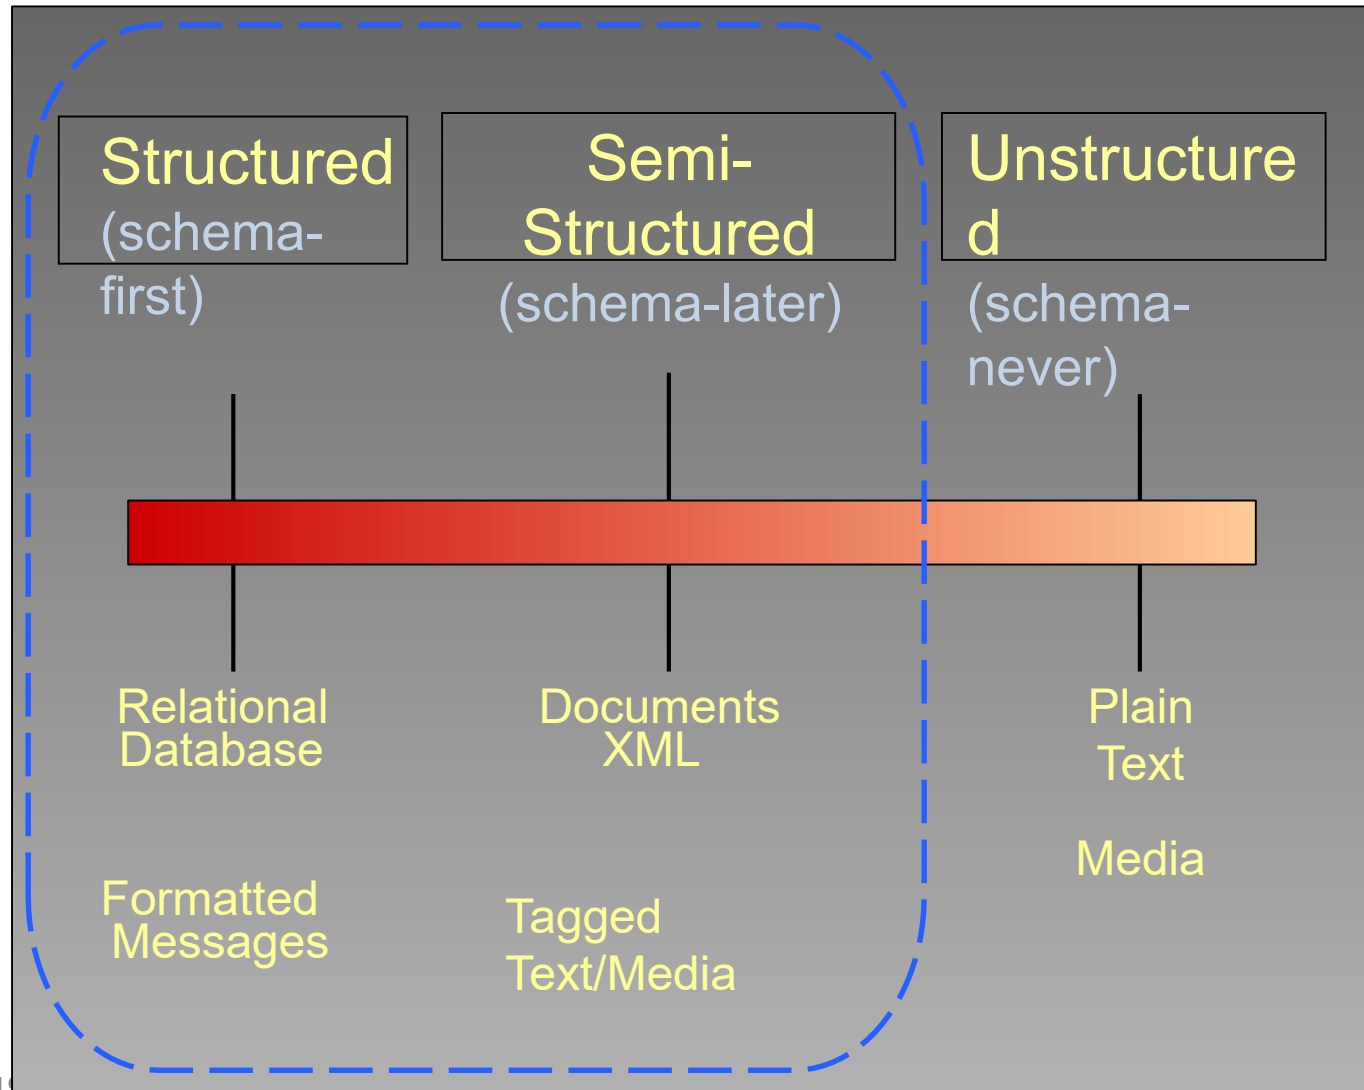 Structured
(schema-
first)
Semi-
Structured
(schema-later)
Unstructure
d
(schema-
never)
Relational
Database
Documents
XML
Plain
Text
Media
Formatted
Messages
Tagged
Text/Media